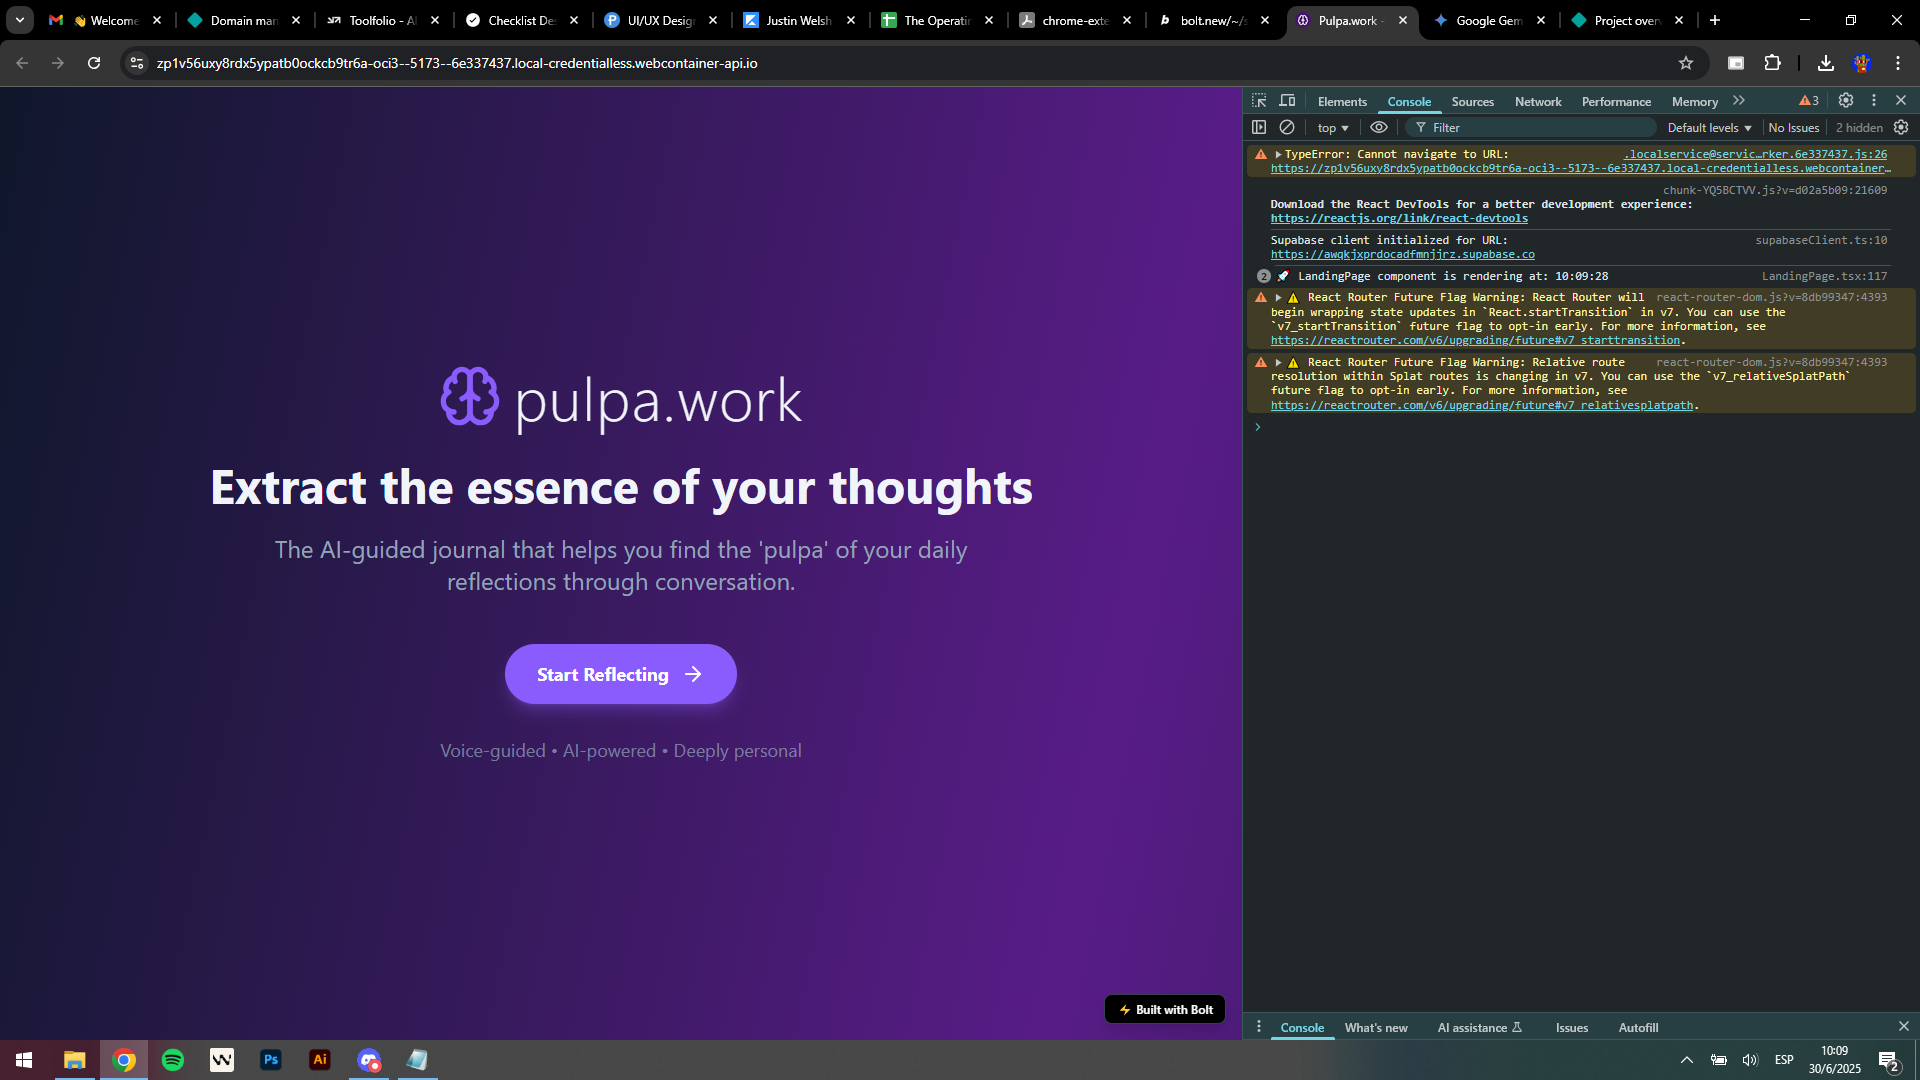 Welcome
Domain man
Toolfolio - AI
Checklist Des
UI/UX Design
Justin Welsh
The Operatin
chrome-exte
bolt.new/~/s
Pulpa.work -
Google Gem
Project over
zp1v56uxy8rdx5ypatb0ockcb9tr6a-oci3--5173--6e337437.local-credentialless.webcontainer-api.io
Elements Console Sources Network Performance Memory 3
top Filter Default levels No Issues 2 hidden
TypeError: Cannot navigate to URL: .localservice@servic…rker.6e337437.js:26
https://zp1v56uxy8rdx5ypatb0ockcb9tr6a-oci3--5173--6e337437.local-credentialless.webcontainer…
chunk-YQ5BCTVV.js?v=d02a5b09:21609
Download the React DevTools for a better development experience:
https://reactjs.org/link/react-devtools
Supabase client initialized for URL: supabaseClient.ts:10
https://awqkjxprdocadfmnjjrz.supabase.co
2 🚀 LandingPage component is rendering at: 10:09:28 LandingPage.tsx:117
⚠️ React Router Future Flag Warning: React Router will react-router-dom.js?v=8db99347:4393
begin wrapping state updates in `React.startTransition` in v7. You can use the
`v7_startTransition` future flag to opt-in early. For more information, see
https://reactrouter.com/v6/upgrading/future#v7_starttransition.
⚠️ React Router Future Flag Warning: Relative route react-router-dom.js?v=8db99347:4393
resolution within Splat routes is changing in v7. You can use the `v7_relativeSplatPath`
future flag to opt-in early. For more information, see
https://reactrouter.com/v6/upgrading/future#v7_relativesplatpath.
pulpa.work
Extract the essence of your thoughts
The AI-guided journal that helps you find the 'pulpa' of your daily
reflections through conversation.
Start Reflecting →
Voice-guided • AI-powered • Deeply personal
⚡ Built with Bolt
Console What's new AI assistance Issues Autofill
Ps
Ai
ESP
10:09
30/6/2025
2